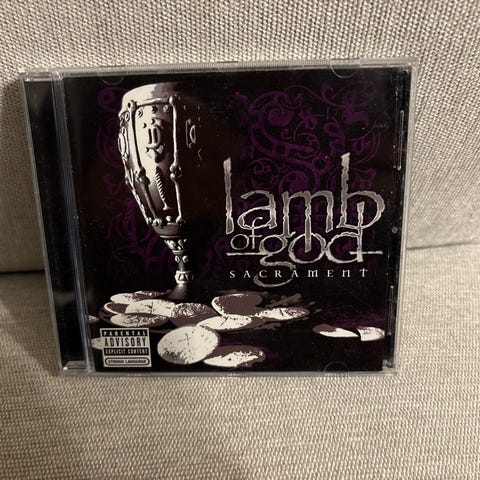 lamb
of god
SACRAMENT
PARENTAL
ADVISORY
EXPLICIT CONTENT
STRONG LANGUAGE